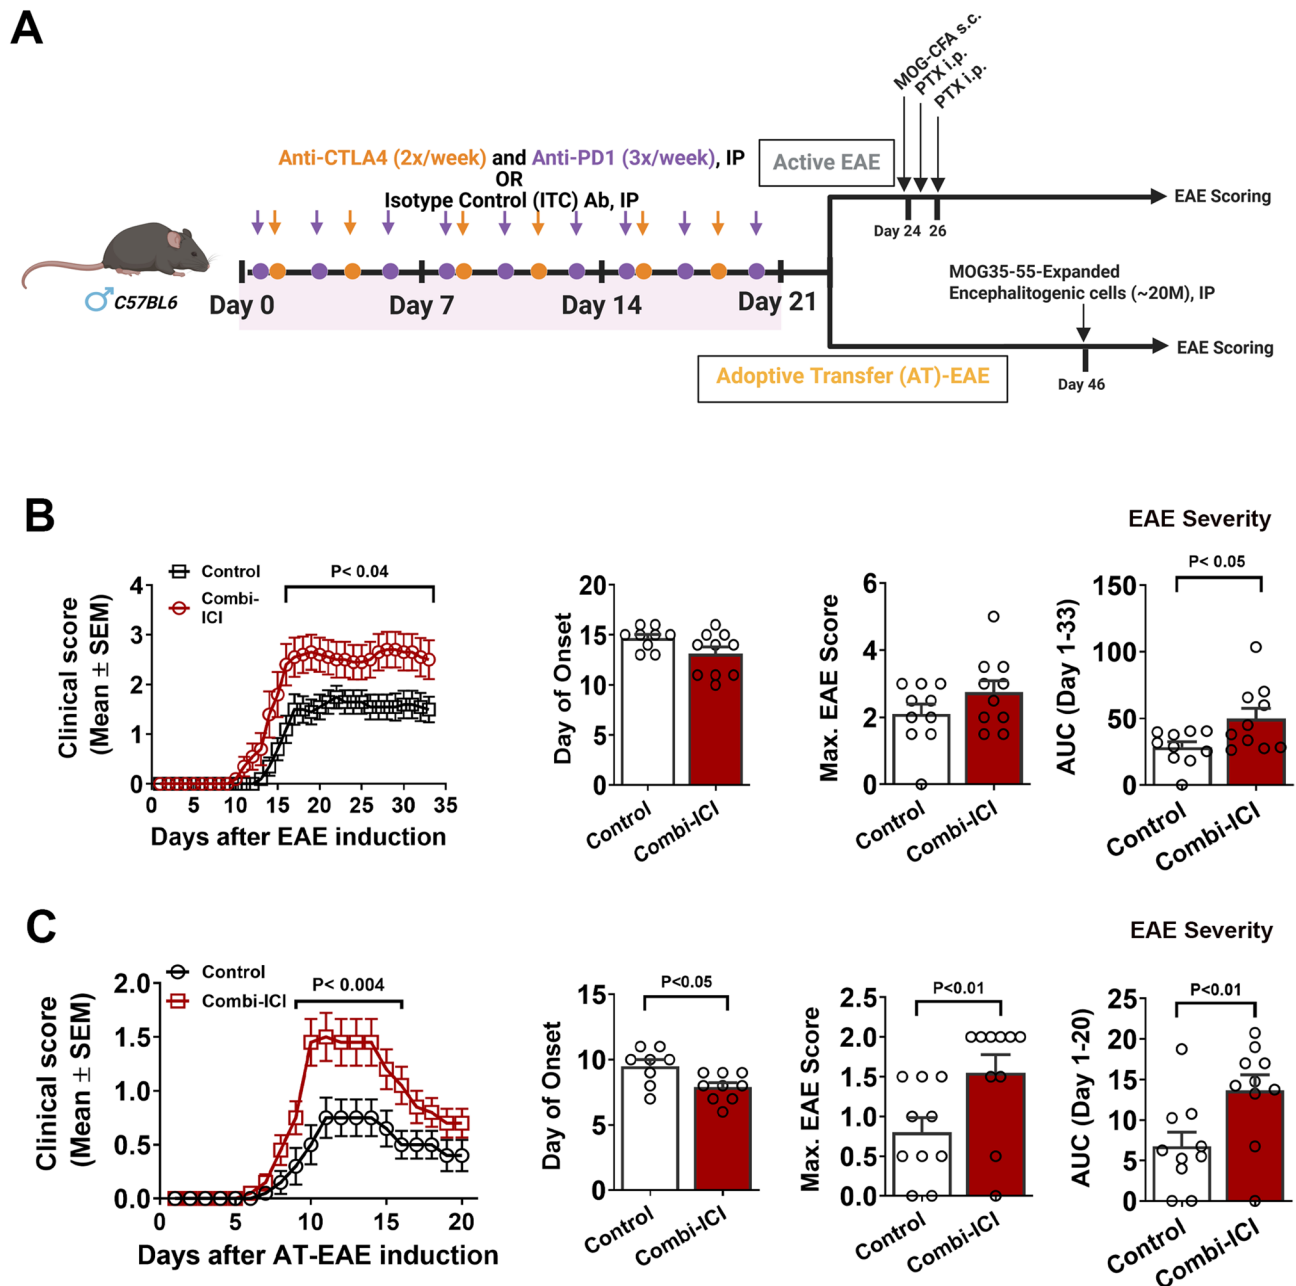 A
MOG-CFA s.c.
PTX i.p.
PTX i.p.
Anti-CTLA4 (2x/week) and Anti-PD1 (3x/week), IP
OR
Isotype Control (ITC) Ab, IP
Active EAE
EAE Scoring
Day 24 26
MOG35-55-Expanded
Encephalitogenic cells (~20M), IP
♂ C57BL6
Day 0 Day 7 Day 14 Day 21
EAE Scoring
Adoptive Transfer (AT)-EAE
Day 46
B
EAE Severity
Control
Combi-
ICI
P< 0.04
Clinical score
(Mean ± SEM)
4
3
2
1
0
0 5 10 15 20 25 30 35
Days after EAE induction
Day of Onset
20
15
10
5
0
Control
Combi-ICI
Max. EAE Score
6
4
2
0
Control
Combi-ICI
P< 0.05
AUC (Day 1-33)
150
100
50
0
Control
Combi-ICI
C
EAE Severity
Control
Combi-ICI
P< 0.004
Clinical score
(Mean ± SEM)
2.0
1.5
1.0
0.5
0.0
0 5 10 15 20
Days after AT-EAE induction
P<0.05
Day of Onset
15
10
5
0
Control
Combi-ICI
P<0.01
Max. EAE Score
2.5
2.0
1.5
1.0
0.5
0.0
Control
Combi-ICI
P<0.01
AUC (Day 1-20)
25
20
15
10
5
0
Control
Combi-ICI